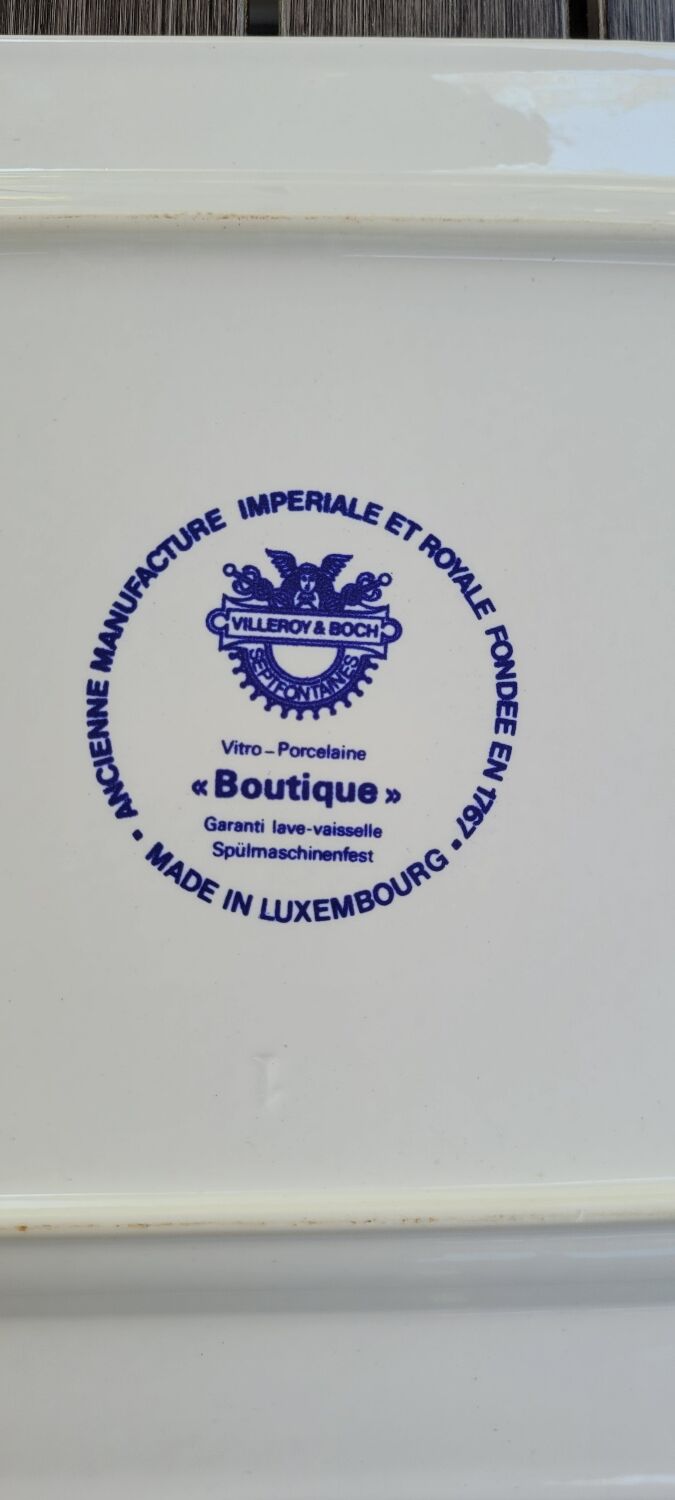 ANCIENNE MANUFACTURE IMPERIALE ET ROYALE FONDEE EN 1767
VILLEROY & BOCH
SEPTFONTAINES
Vitro-Porcelaine
«Boutique»
Garanti lave-vaisselle
Spülmaschinenfest
• MADE IN LUXEMBOURG •
1